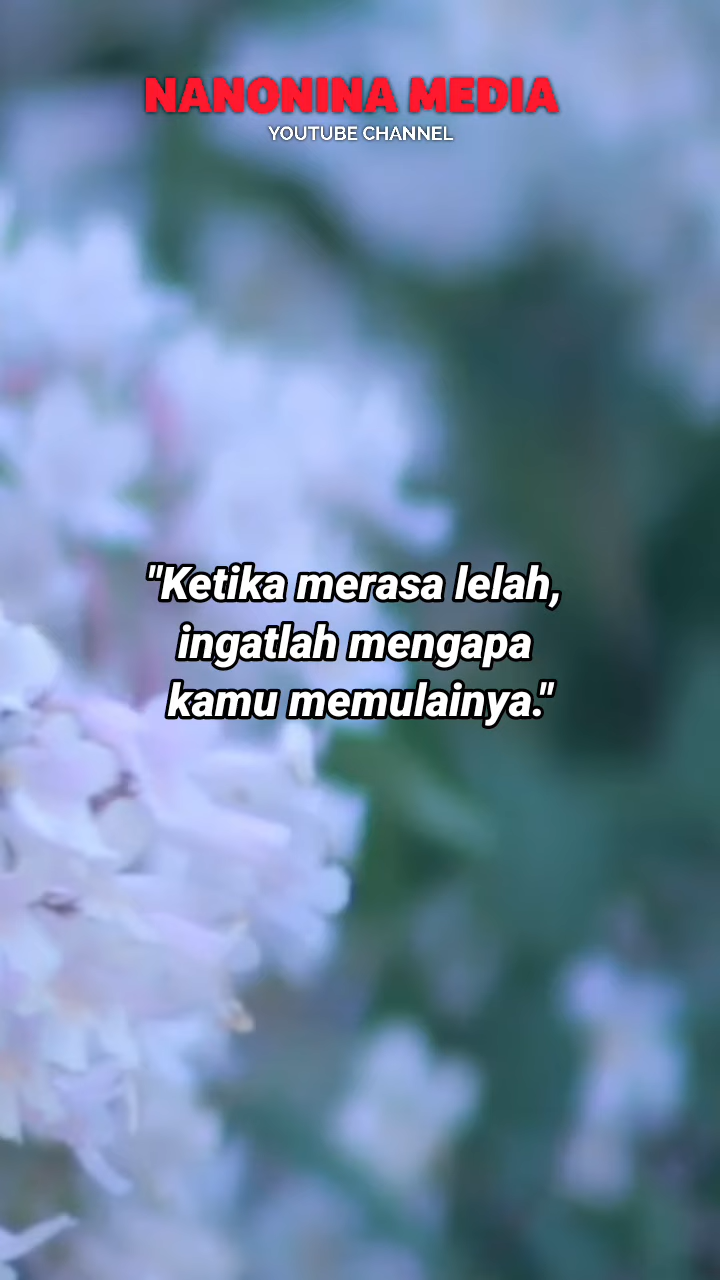 NANONINA MEDIA
YOUTUBE CHANNEL
"Ketika merasa lelah,
ingatlah mengapa
kamu memulainya."